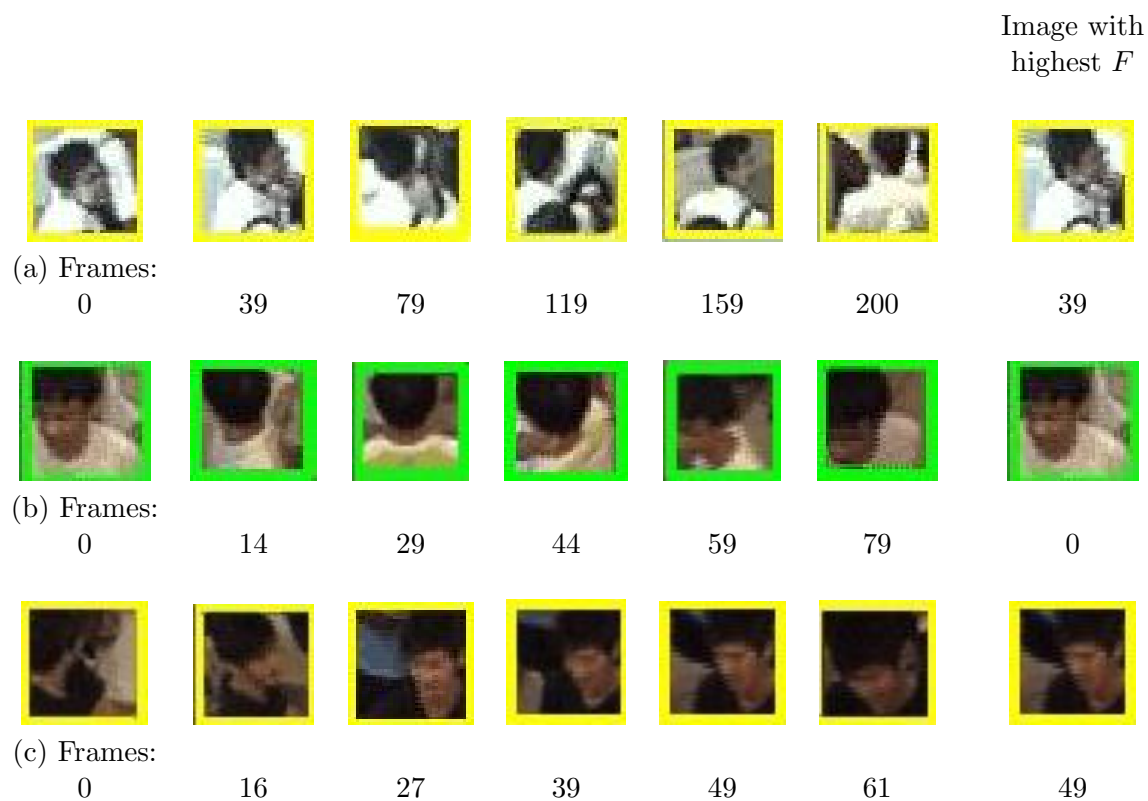 Image with
highest F
(a) Frames:
0 39 79 119 159 200 39
(b) Frames:
0 14 29 44 59 79 0
(c) Frames:
0 16 27 39 49 61 49